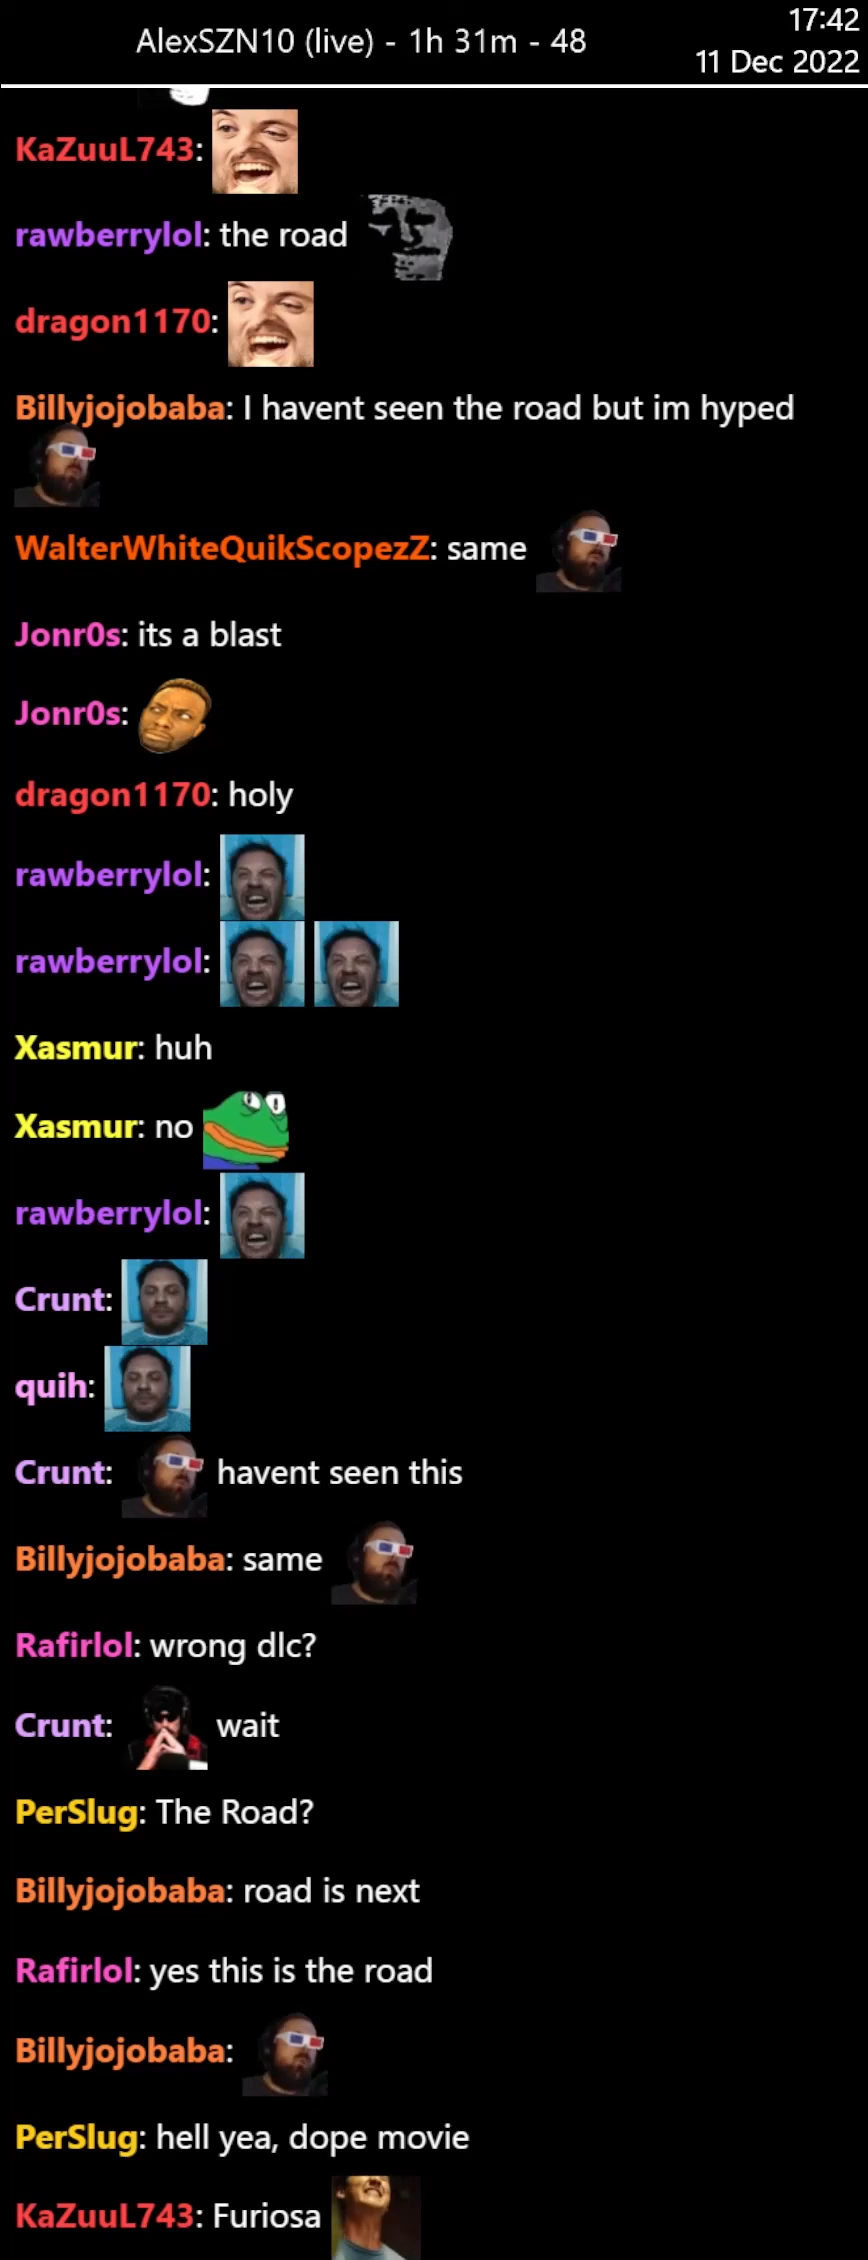 AlexSZN10 (live) - 1h 31m - 48
17:42
11 Dec 2022
KaZuuL743:
rawberrylol: the road
dragon1170:
Billyjojobaba: I havent seen the road but im hyped
WalterWhiteQuikScopezZ: same
Jonr0s: its a blast
Jonr0s:
dragon1170: holy
rawberrylol:
rawberrylol:
Xasmur: huh
Xasmur: no
rawberrylol:
Crunt:
quih:
Crunt: havent seen this
Billyjojobaba: same
Rafirlol: wrong dlc?
Crunt: wait
PerSlug: The Road?
Billyjojobaba: road is next
Rafirlol: yes this is the road
Billyjojobaba:
PerSlug: hell yea, dope movie
KaZuuL743: Furiosa